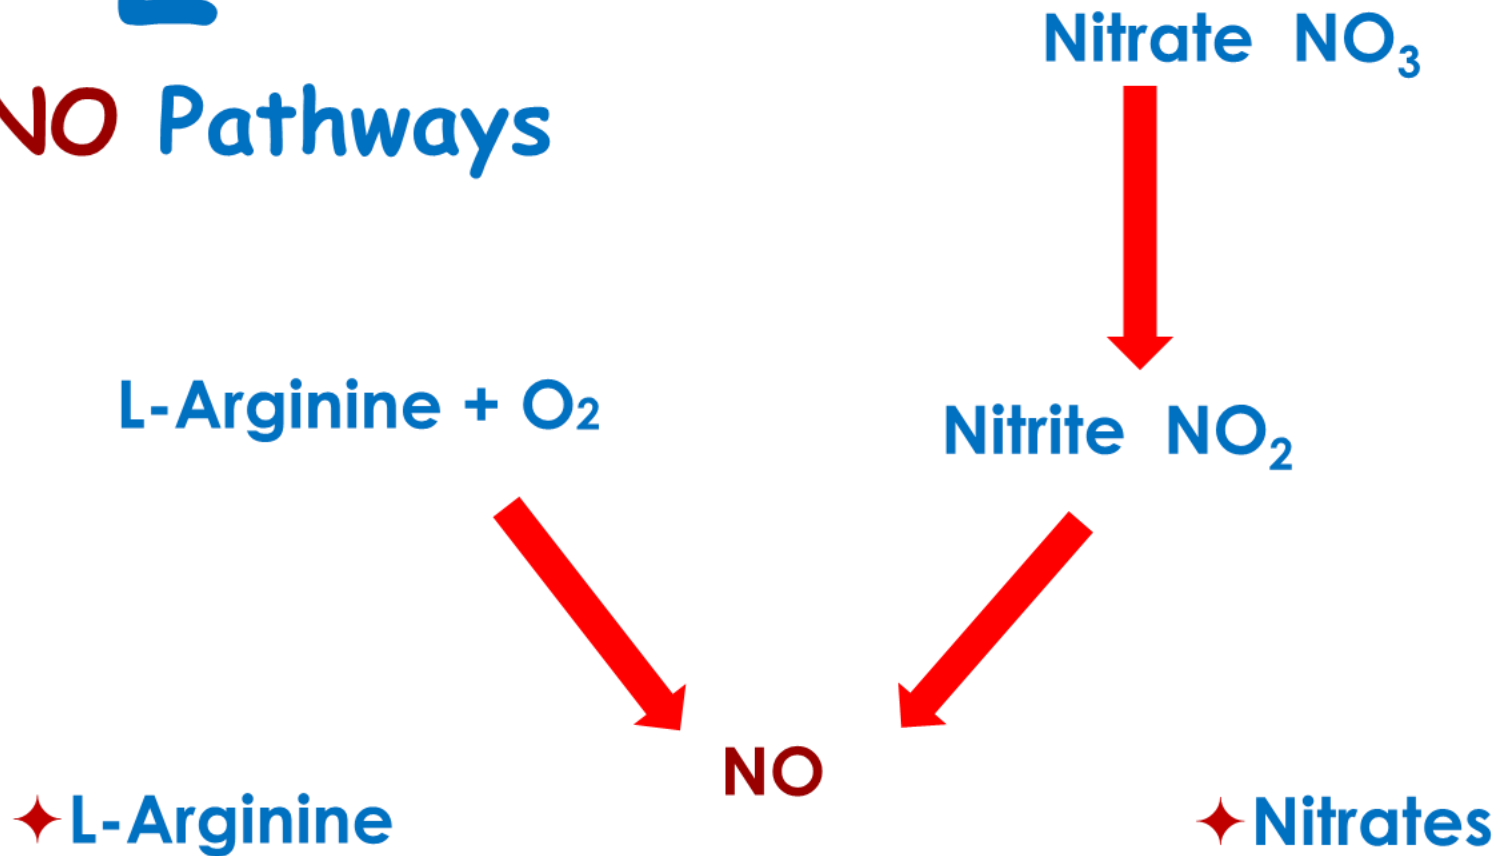 NO Pathways
Nitrate NO₃
L-Arginine + O₂
Nitrite NO₂
NO
L-Arginine
Nitrates